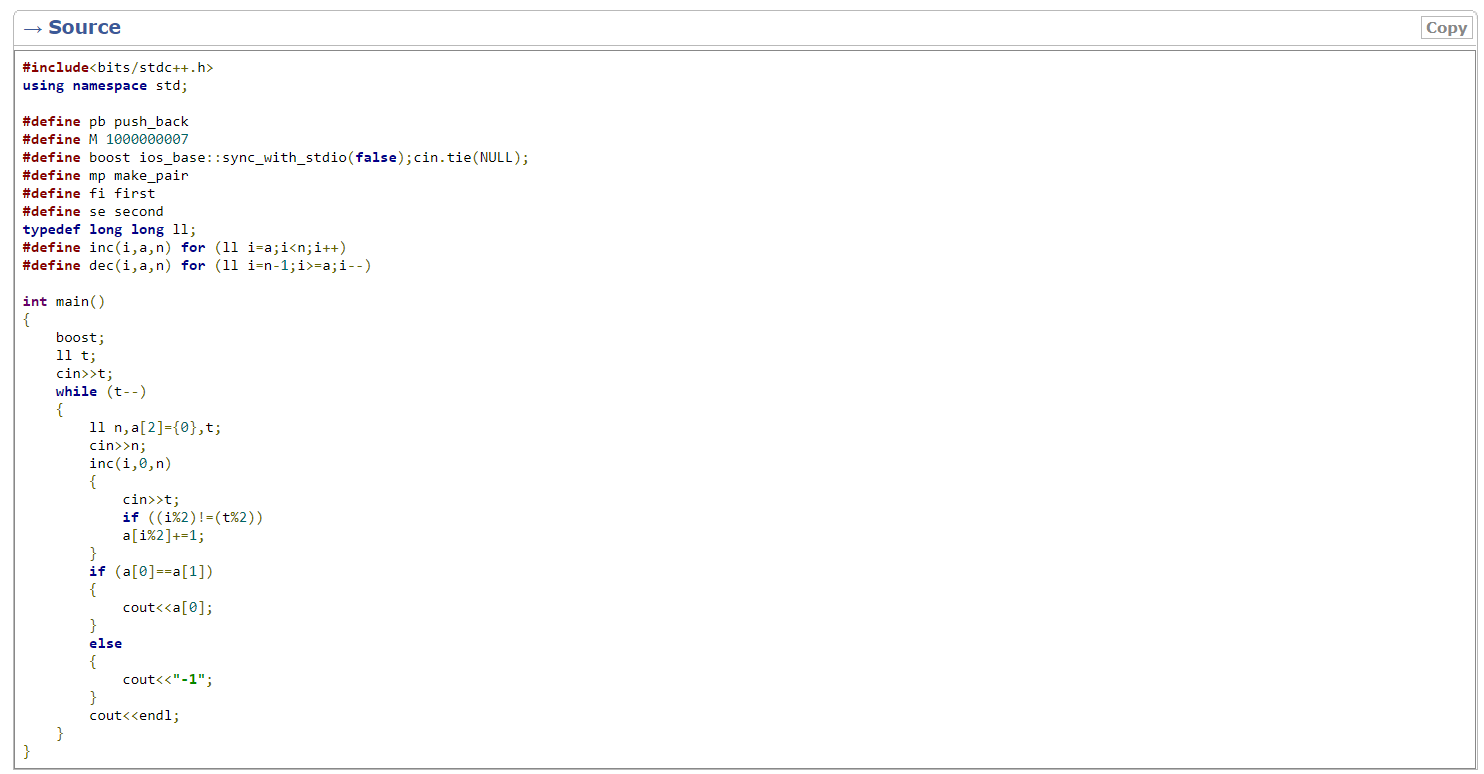 → Source
Copy
#include<bits/stdc++.h>
using namespace std;

#define pb push_back
#define M 1000000007
#define boost ios_base::sync_with_stdio(false);cin.tie(NULL);
#define mp make_pair
#define fi first
#define se second
typedef long long ll;
#define inc(i,a,n) for (ll i=a;i<n;i++)
#define dec(i,a,n) for (ll i=n-1;i>=a;i--)

int main()
{
    boost;
    ll t;
    cin>>t;
    while (t--)
    {
        ll n,a[2]={0},t;
        cin>>n;
        inc(i,0,n)
        {
            cin>>t;
            if ((i%2)!=(t%2))
            a[i%2]+=1;
        }
        if (a[0]==a[1])
        {
            cout<<a[0];
        }
        else
        {
            cout<<"-1";
        }
        cout<<endl;
    }
}